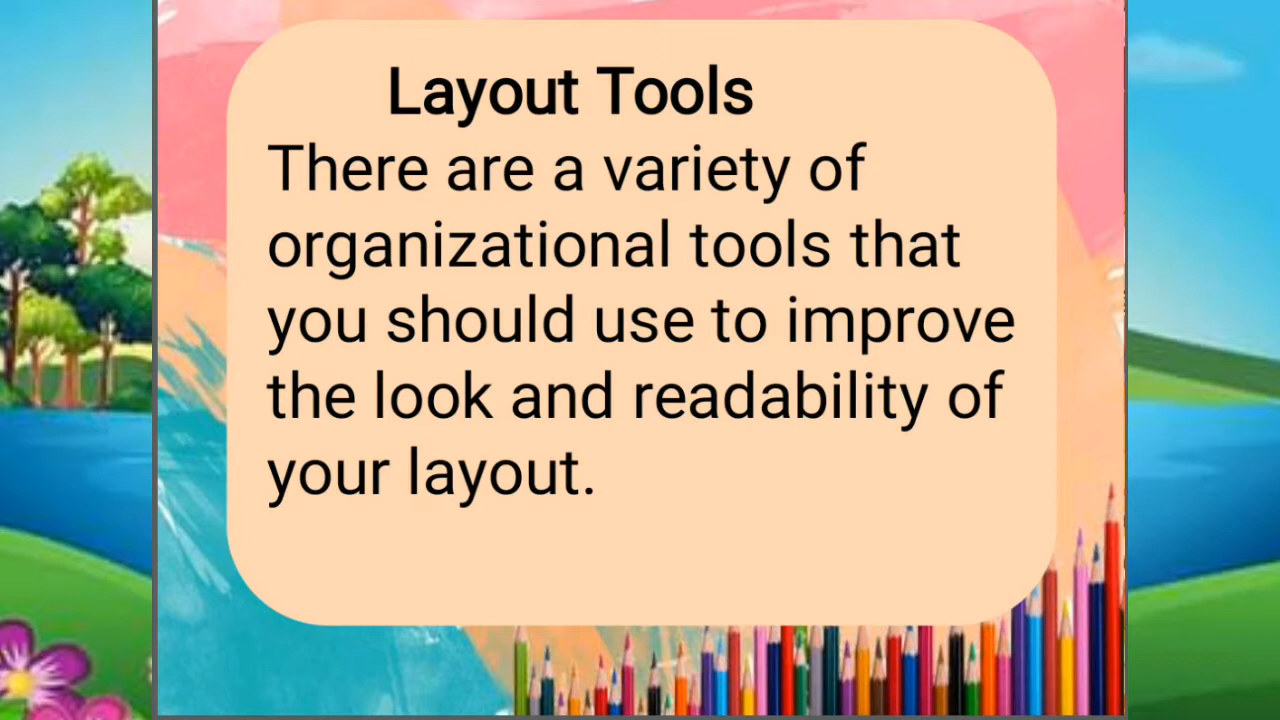 Layout Tools
There are a variety of
organizational tools that
you should use to improve
the look and readability of
your layout.